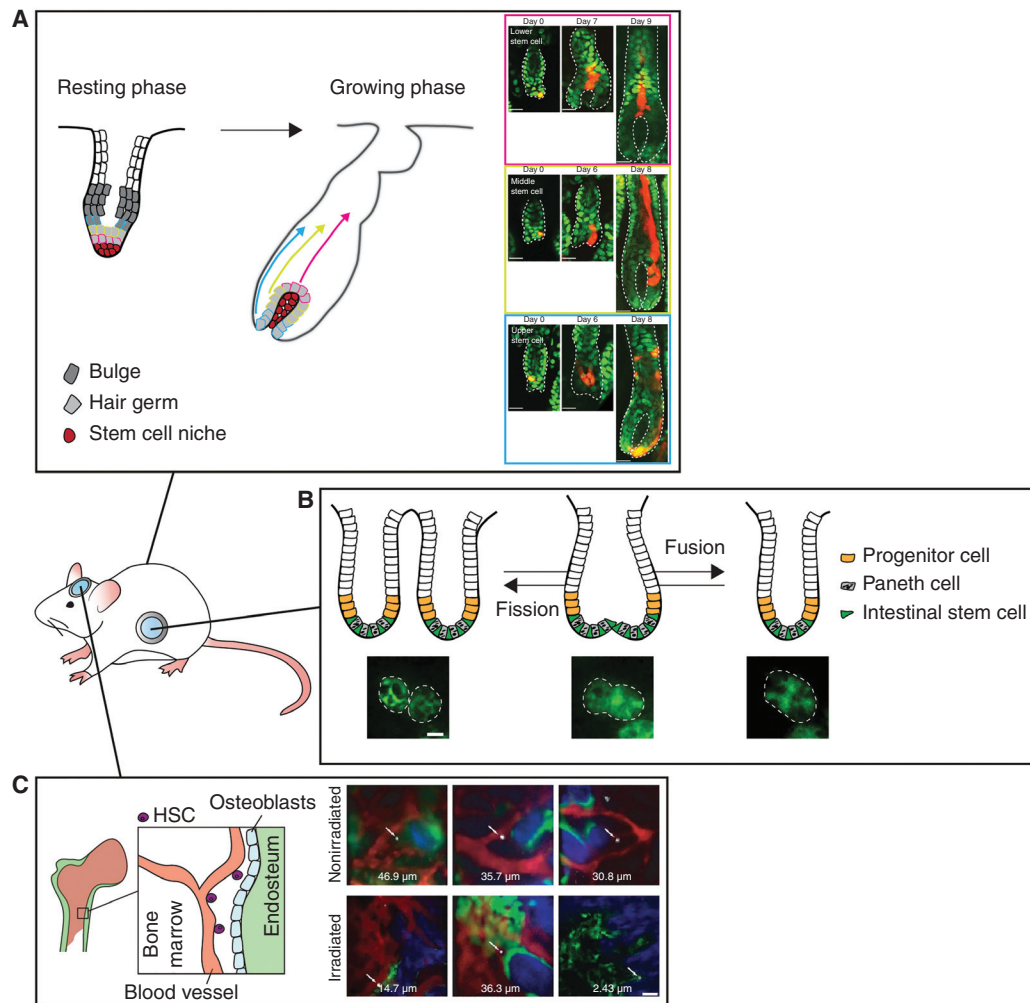 A
Resting phase
Growing phase
Bulge
Hair germ
Stem cell niche
Day 0
Day 7
Day 9
Lower
stem cell
Day 0
Day 6
Day 8
Middle
stem cell
Day 0
Day 6
Day 8
Upper
stem cell
B
Fusion
Fission
Progenitor cell
Paneth cell
Intestinal stem cell
C
HSC
Osteoblasts
Bone
marrow
Endosteum
Blood vessel
Nonirradiated
46.9 µm
35.7 µm
30.8 µm
Irradiated
14.7 µm
36.3 µm
2.43 µm